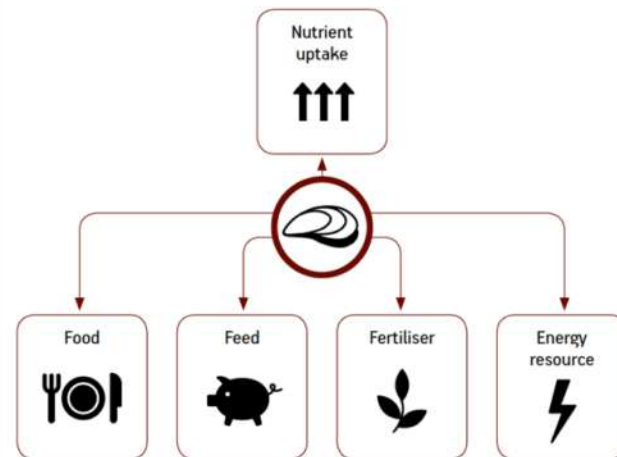 Nutrient
uptake
Food
Feed
Fertiliser
Energy
resource